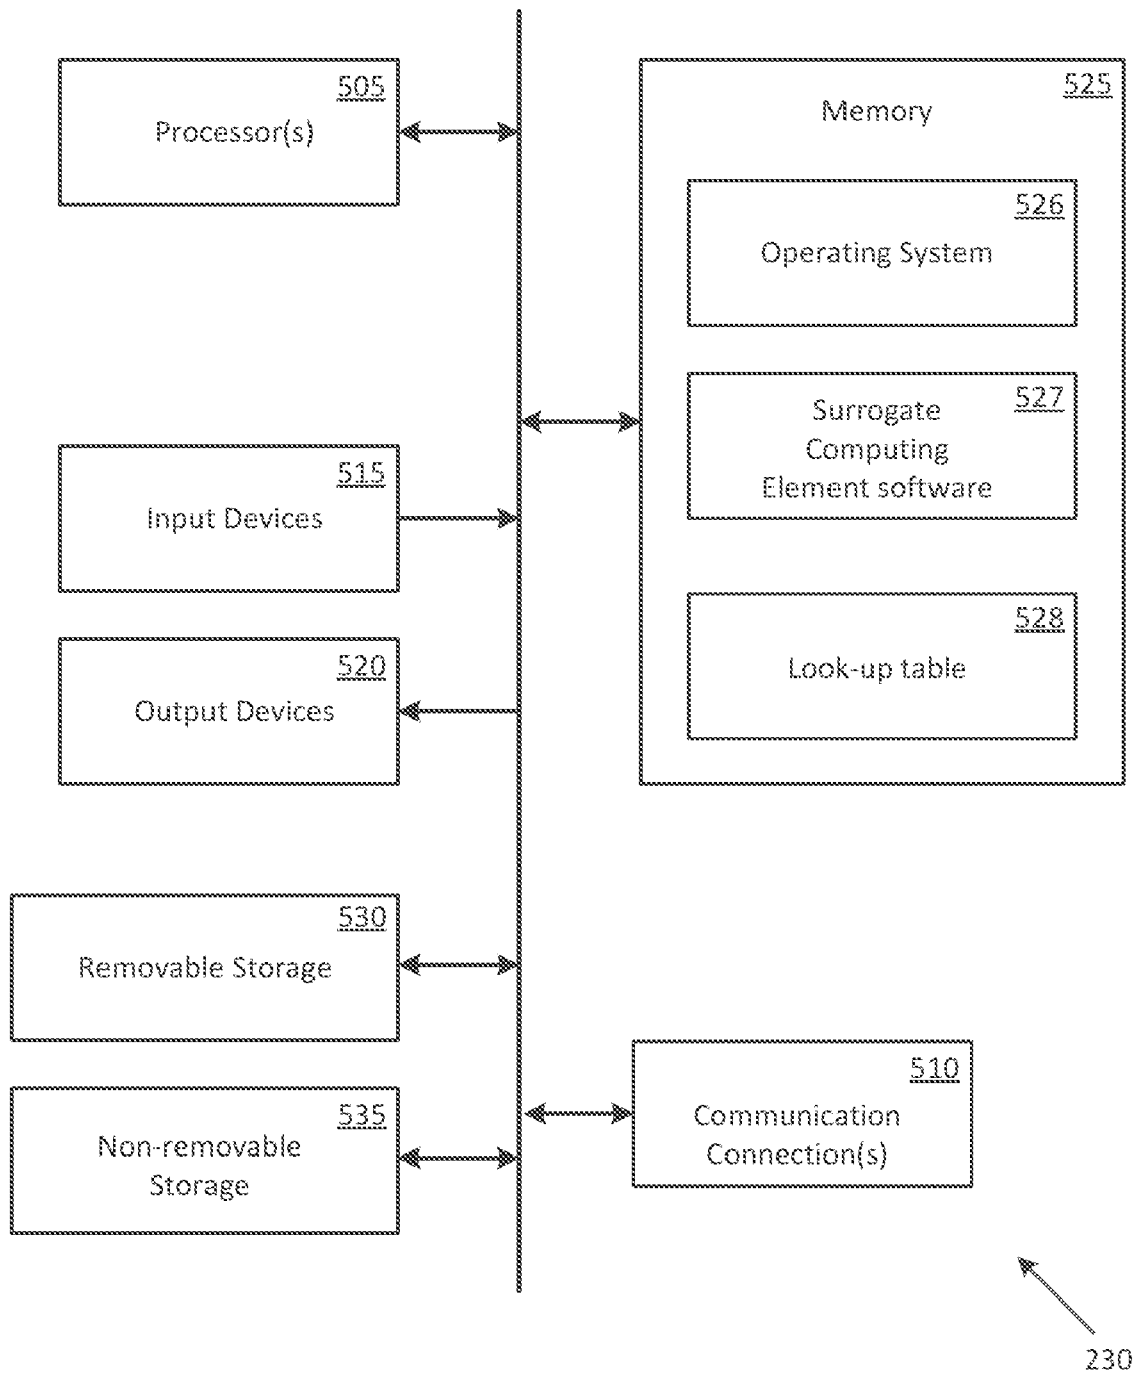 505
Processor(s)
525
Memory
526
Operating System
527
Surrogate
Computing
Element software
528
Look-up table
515
Input Devices
520
Output Devices
530
Removable Storage
535
Non-removable
Storage
510
Communication
Connection(s)
230